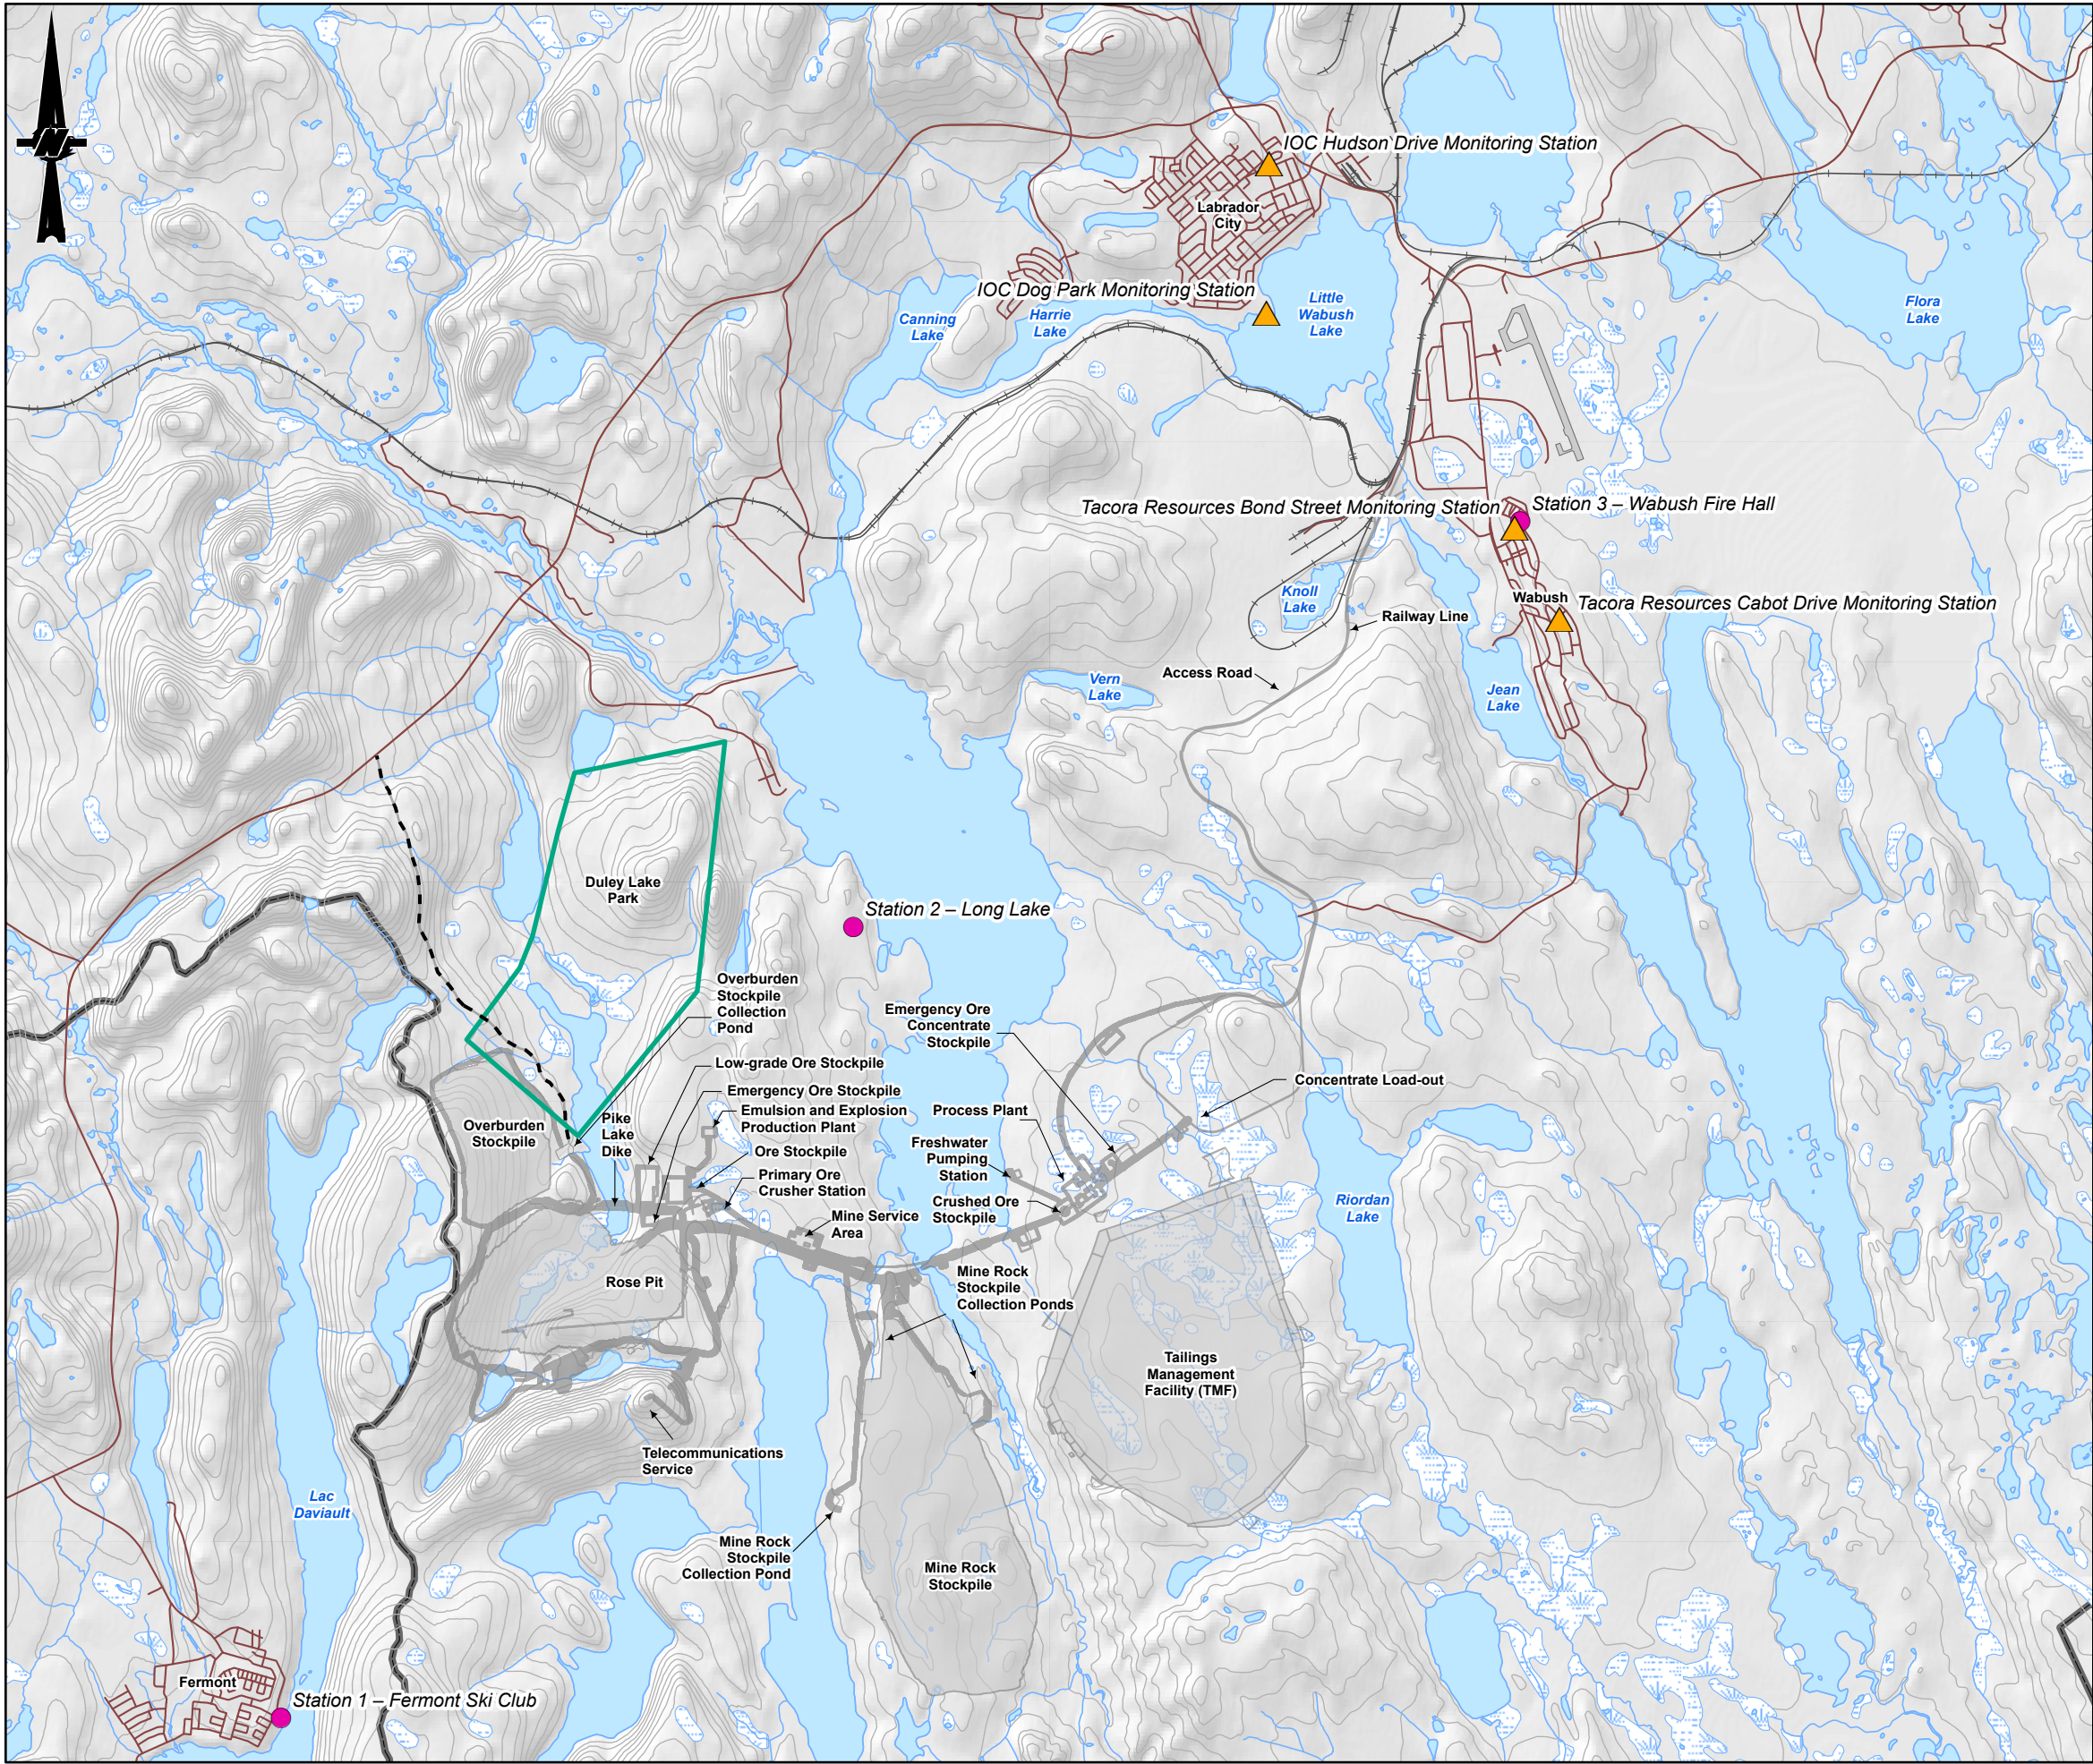 N
IOC Hudson Drive Monitoring Station
Labrador
City
IOC Dog Park Monitoring Station
Canning
Lake
Harrie
Lake
Little
Wabush
Lake
Flora
Lake
Tacora Resources Bond Street Monitoring Station
Station 3 – Wabush Fire Hall
Knoll
Lake
Wabush
Tacora Resources Cabot Drive Monitoring Station
Railway Line
Access Road
Vern
Lake
Jean
Lake
Duley Lake
Park
Station 2 – Long Lake
Overburden
Stockpile
Collection
Pond
Emergency Ore
Concentrate
Stockpile
Low-grade Ore Stockpile
Emergency Ore Stockpile
Concentrate Load-out
Emulsion and Explosion
Production Plant
Process Plant
Overburden
Stockpile
Pike
Lake
Dike
Ore Stockpile
Freshwater
Pumping
Station
Primary Ore
Crusher Station
Crushed Ore
Stockpile
Riordan
Lake
Mine Service
Area
Rose Pit
Mine Rock
Stockpile
Collection Ponds
Tailings
Management
Facility (TMF)
Telecommunications
Service
Lac
Daviault
Mine Rock
Stockpile
Collection Pond
Mine Rock
Stockpile
Fermont
Station 1 – Fermont Ski Club